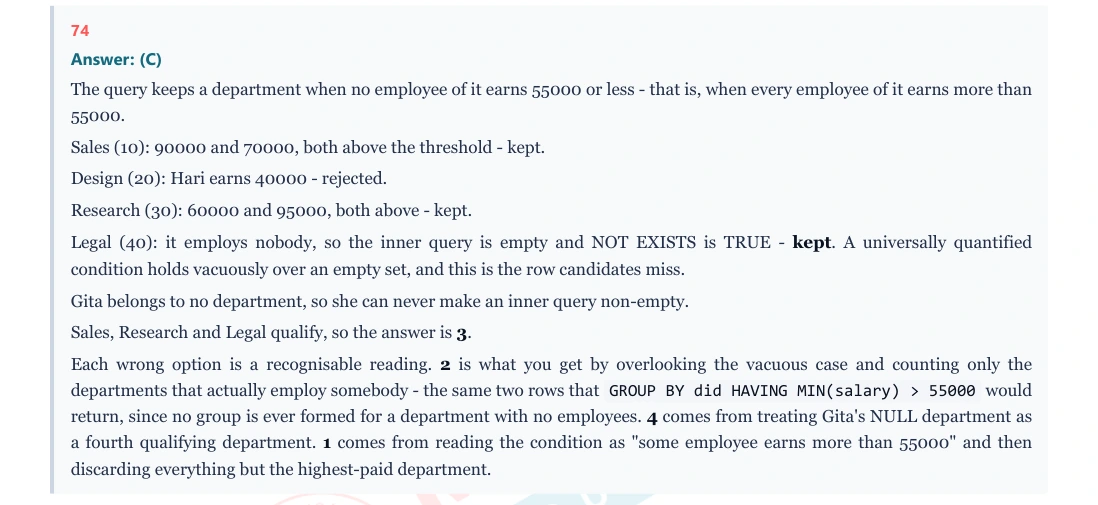 74
Answer: (C)
The query keeps a department when no employee of it earns 55000 or less - that is, when every employee of it earns more than
55000.
Sales (10): 90000 and 70000, both above the threshold - kept.
Design (20): Hari earns 40000 - rejected.
Research (30): 60000 and 95000, both above - kept.
Legal (40): it employs nobody, so the inner query is empty and NOT EXISTS is TRUE - kept. A universally quantified
condition holds vacuously over an empty set, and this is the row candidates miss.
Gita belongs to no department, so she can never make an inner query non-empty.
Sales, Research and Legal qualify, so the answer is 3.
Each wrong option is a recognisable reading. 2 is what you get by overlooking the vacuous case and counting only the
departments that actually employ somebody - the same two rows that GROUP BY did HAVING MIN(salary) > 55000 would
return, since no group is ever formed for a department with no employees. 4 comes from treating Gita's NULL department as
a fourth qualifying department. 1 comes from reading the condition as "some employee earns more than 55000" and then
discarding everything but the highest-paid department.